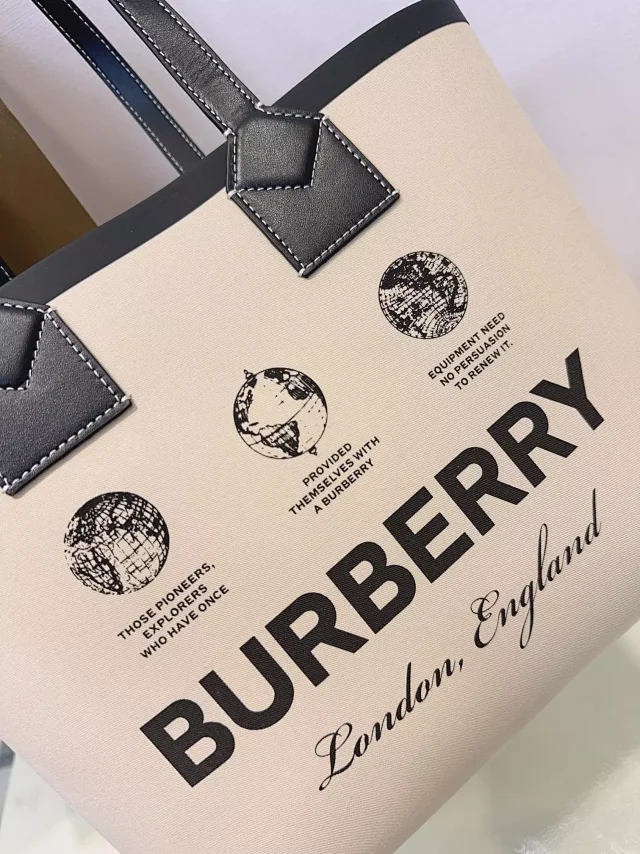 THOSE PIONEERS,
EXPLORERS
WHO HAVE ONCE
PROVIDED
THEMSELVES WITH
A BURBERRY
EQUIPMENT NEED
NO PERSUASION
TO RENEW IT.
BURBERRY
London, England